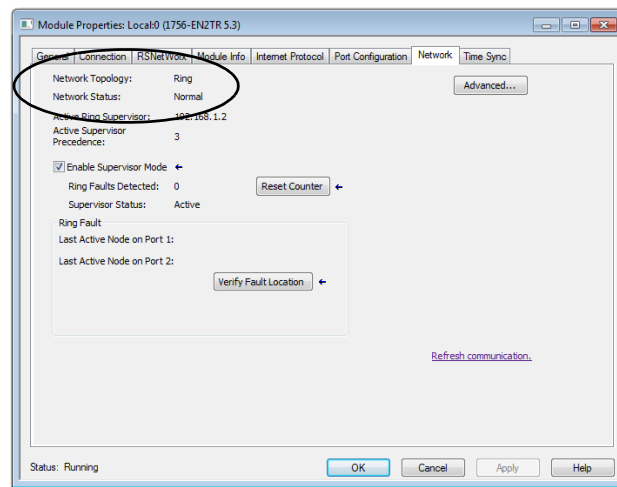 Module Properties: Local:0 (1756-EN2TR 5.3)
General Connection RSNetWorx Module Info Internet Protocol Port Configuration Network Time Sync
Network Topology: Ring
Advanced...
Network Status: Normal
Active Ring Supervisor: 192.168.1.2
Active Supervisor
Precedence: 3
Enable Supervisor Mode
Ring Faults Detected: 0 Reset Counter
Supervisor Status: Active
Ring Fault
Last Active Node on Port 1:
Last Active Node on Port 2:
Verify Fault Location
Refresh communication.
Status: Running OK Cancel Apply Help